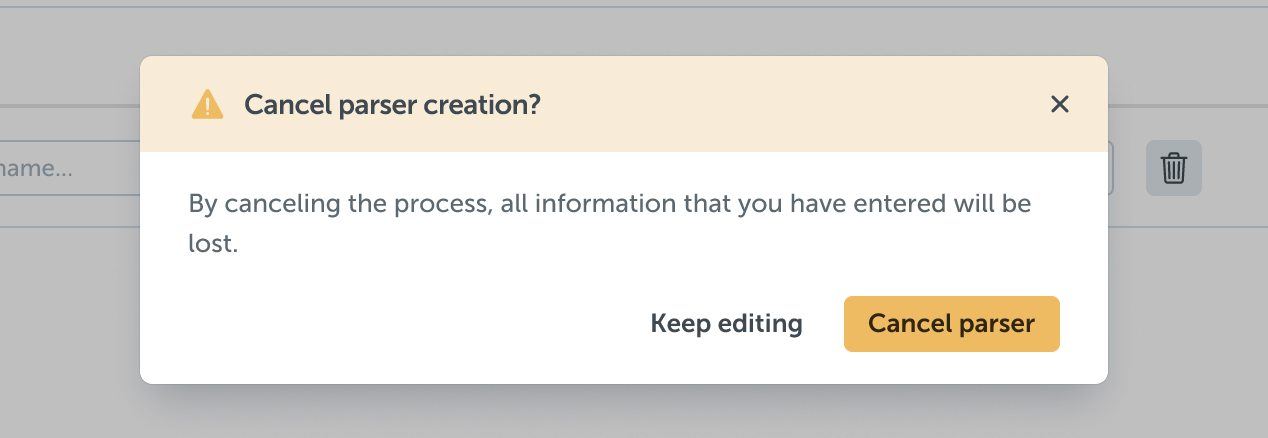 Cancel parser creation?
name...
By canceling the process, all information that you have entered will be
lost.
Keep editing
Cancel parser